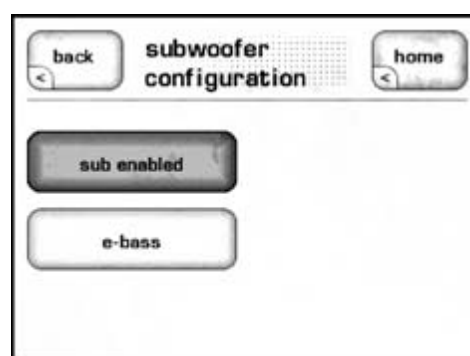 back
<
subwoofer
configuration
home
<
sub enabled
e-bass